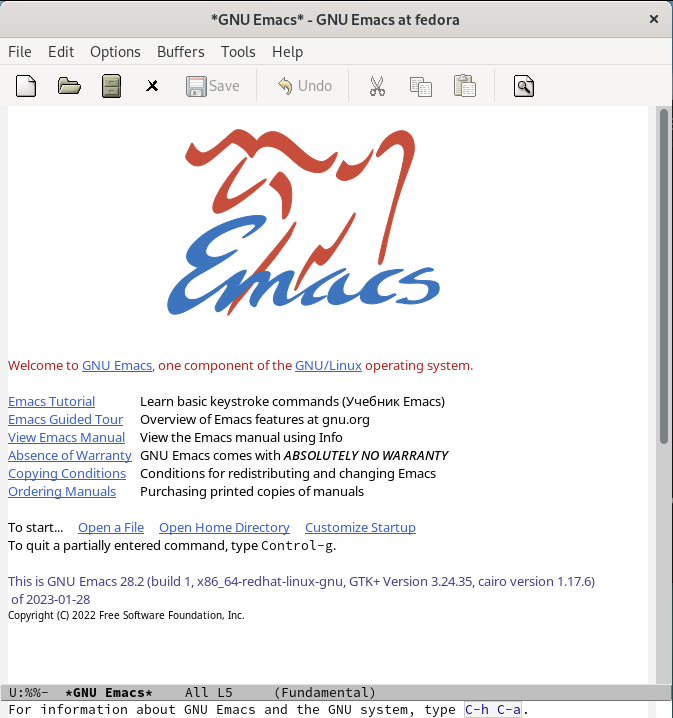 *GNU Emacs* - GNU Emacs at fedora
File Edit Options Buffers Tools Help
Save Undo
Emacs
Welcome to GNU Emacs, one component of the GNU/Linux operating system.
Emacs Tutorial Learn basic keystroke commands (Учебник Emacs)
Emacs Guided Tour Overview of Emacs features at gnu.org
View Emacs Manual View the Emacs manual using Info
Absence of Warranty GNU Emacs comes with ABSOLUTELY NO WARRANTY
Copying Conditions Conditions for redistributing and changing Emacs
Ordering Manuals Purchasing printed copies of manuals
To start... Open a File Open Home Directory Customize Startup
To quit a partially entered command, type Control-g.
This is GNU Emacs 28.2 (build 1, x86_64-redhat-linux-gnu, GTK+ Version 3.24.35, cairo version 1.17.6)
of 2023-01-28
Copyright (C) 2022 Free Software Foundation, Inc.
U:%%- *GNU Emacs* All L5 (Fundamental)
For information about GNU Emacs and the GNU system, type C-h C-a.